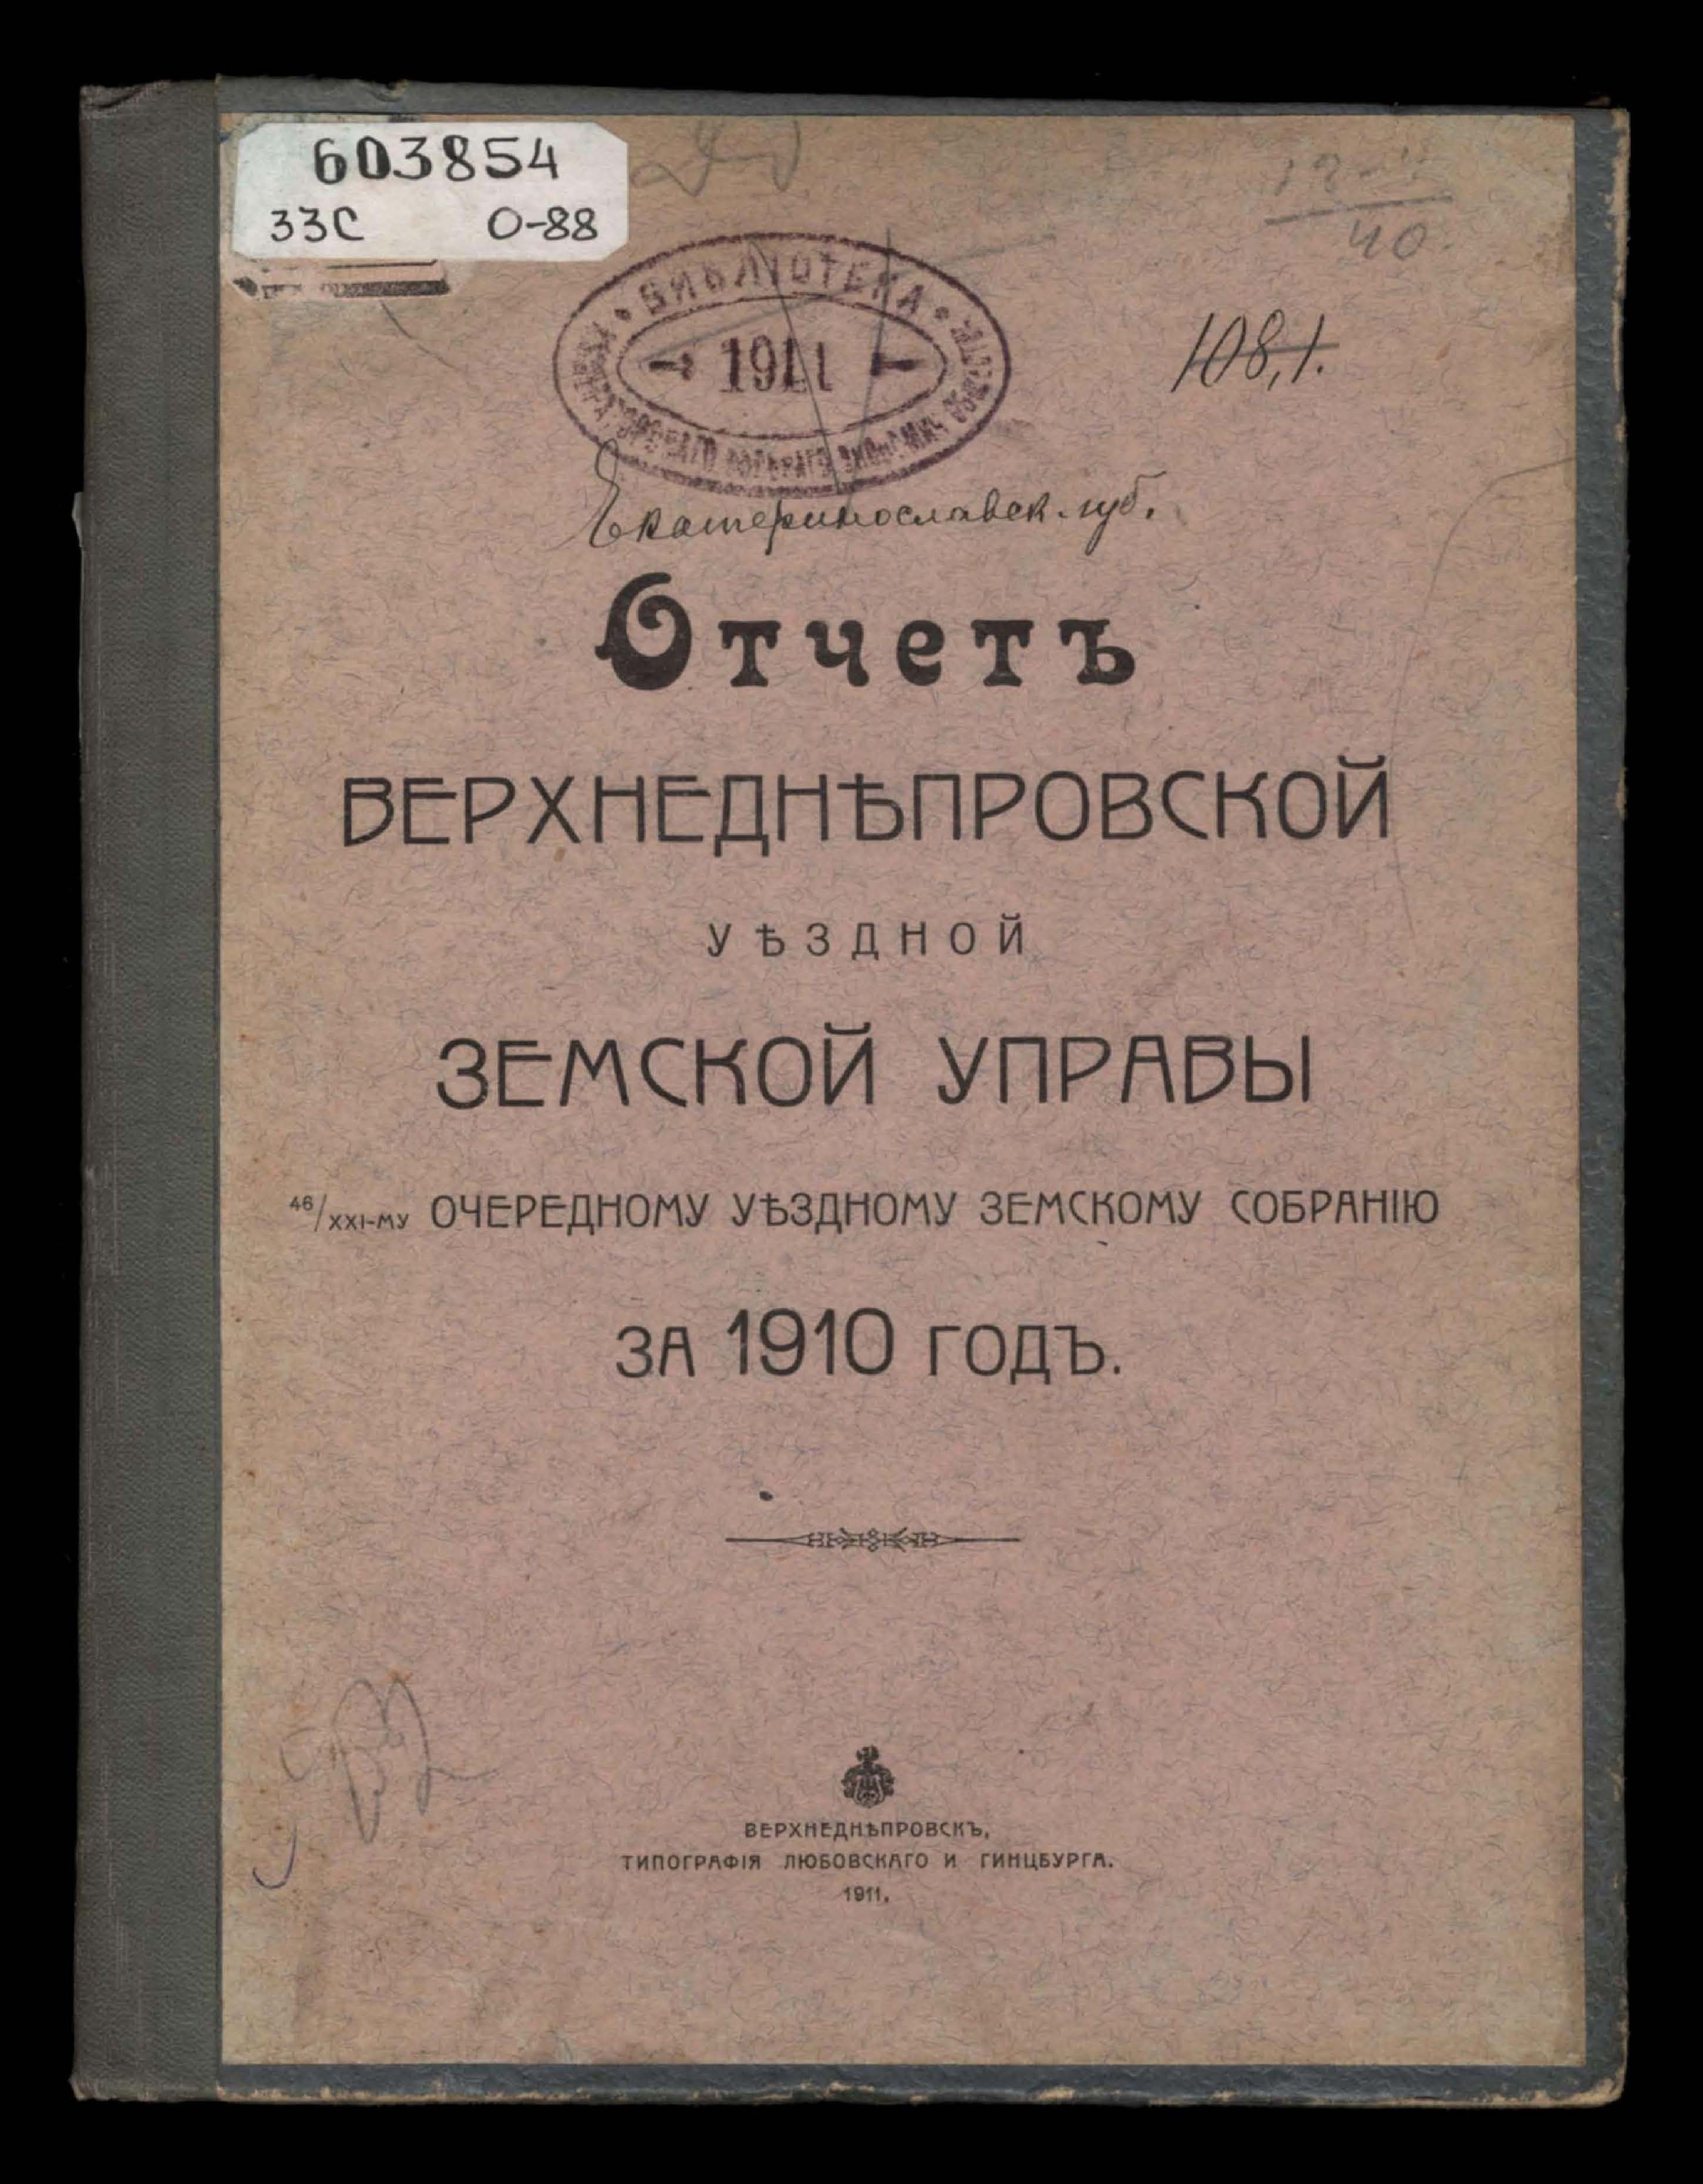 603854
33С О-88
40
БИБЛІОТЕКА
1911
108,1.
Екатеринославск. губ.
Отчетъ
ВЕРХНЕДНѢПРОВСКОЙ
УѢЗДНОЙ
ЗЕМСКОЙ УПРАВЫ
46/XXI-МУ ОЧЕРЕДНОМУ УѢЗДНОМУ ЗЕМСКОМУ СОБРАНІЮ
ЗА 1910 ГОДЪ.
ВЕРХНЕДНѢПРОВСКЪ,
ТИПОГРАФІЯ ЛЮБОВСКАГО И ГИНЦБУРГА.
1911.